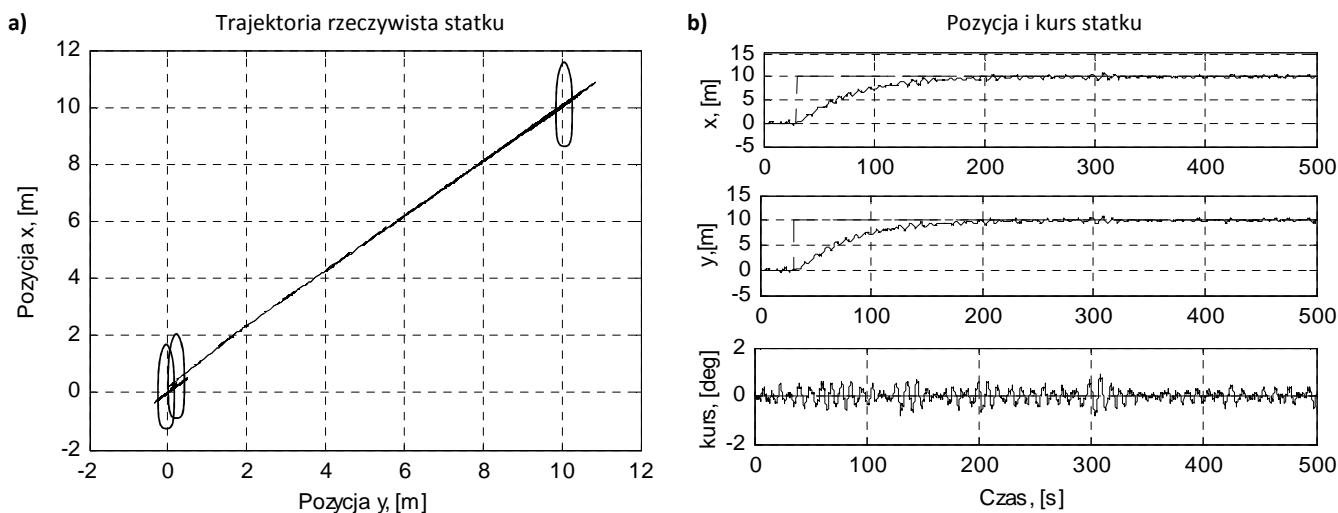 a)
Trajektoria rzeczywista statku
12
10
8
6
4
2
0
-2
-2 0 2 4 6 8 10 12
Pozycja x, [m]
Pozycja y, [m]
b)
Pozycja i kurs statku
15
10
5
0
-5
x, [m]
0 100 200 300 400 500
15
10
5
0
-5
y,[m]
0 100 200 300 400 500
2
0
-2
kurs, [deg]
0 100 200 300 400 500
Czas, [s]